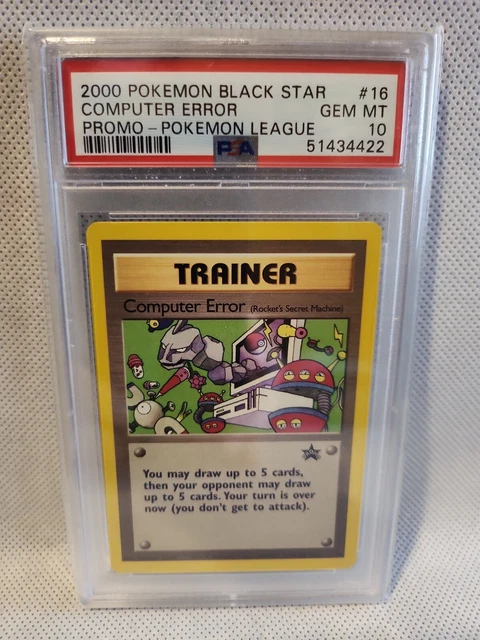 2000 POKEMON BLACK STAR #16
COMPUTER ERROR GEM MT
PROMO - POKEMON LEAGUE 10
PSA 51434422
TRAINER
Computer Error (Rocket's Secret Machine)
You may draw up to 5 cards,
then your opponent may draw
up to 5 cards. Your turn is over
now (you don't get to attack).